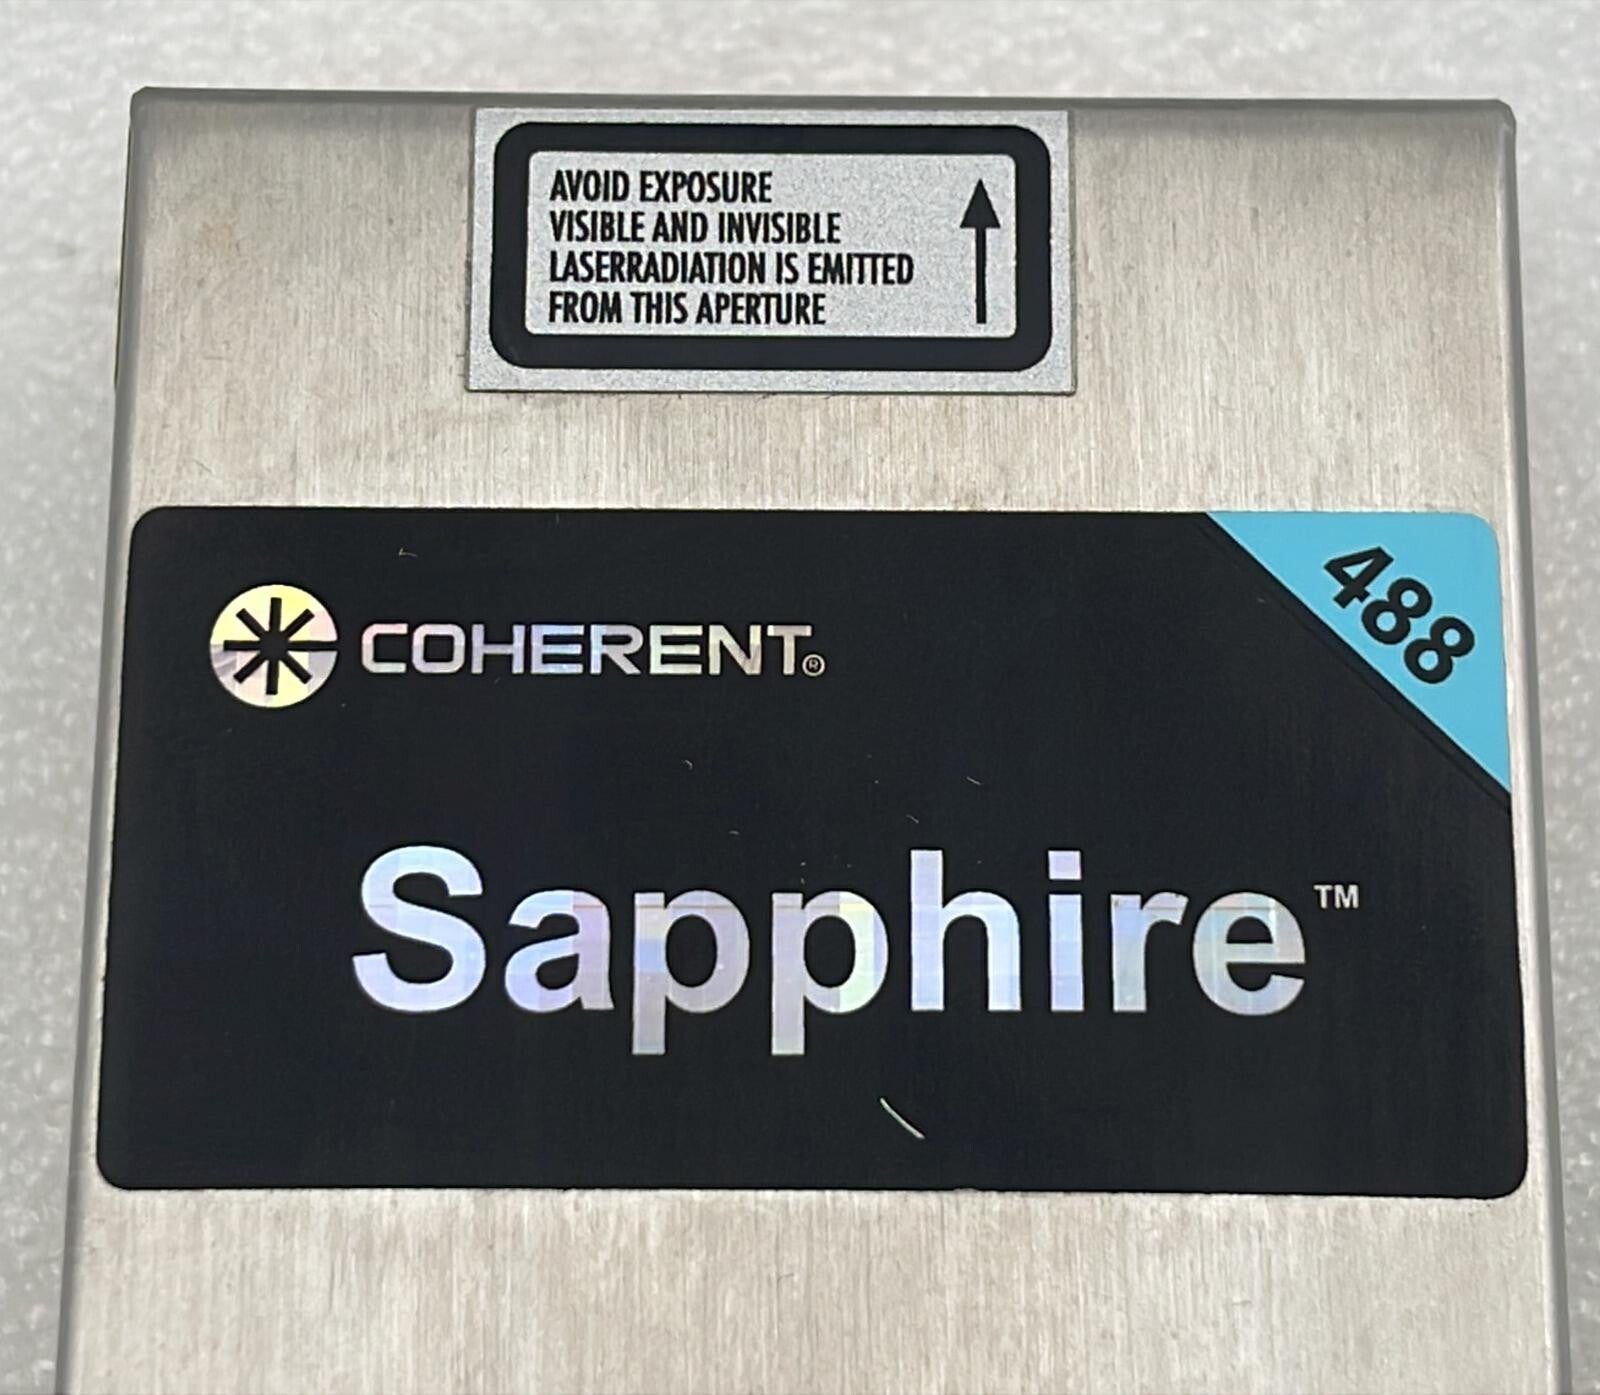 AVOID EXPOSURE
VISIBLE AND INVISIBLE
LASERRADIATION IS EMITTED
FROM THIS APERTURE
488
COHERENT®
Sapphire™